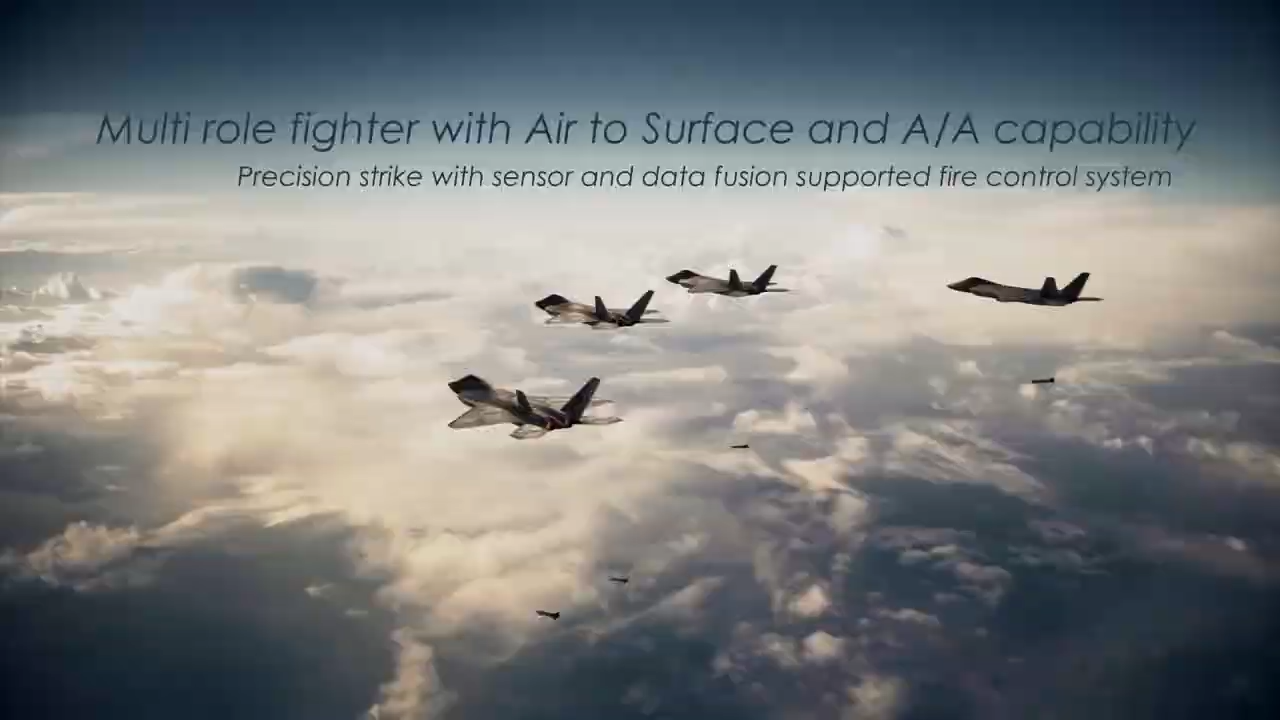 Multi role fighter with Air to Surface and A/A capability
Precision strike with sensor and data fusion supported fire control system